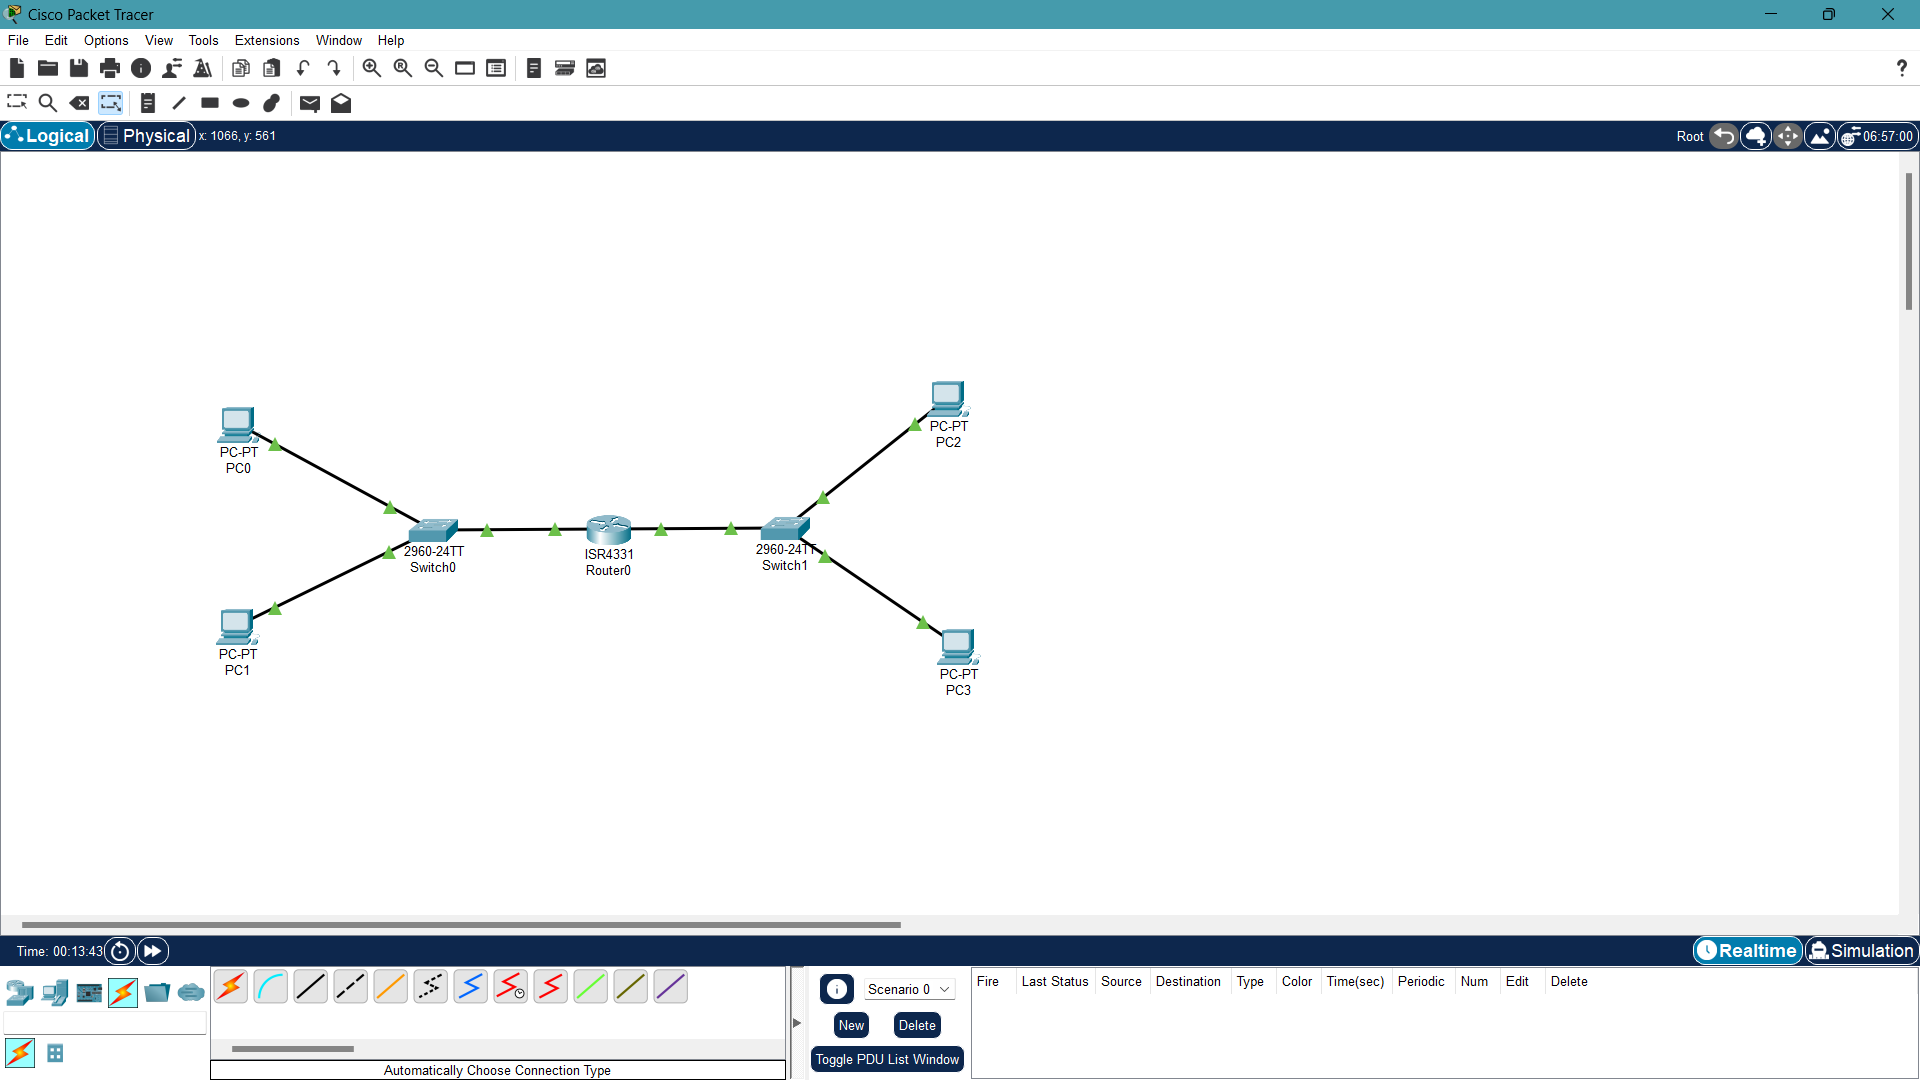 Cisco Packet Tracer
File Edit Options View Tools Extensions Window Help
Logical Physical x: 1066, y: 561 Root 06:57:00
PC-PT
PC0
PC-PT
PC2
2960-24TT
Switch0
ISR4331
Router0
2960-24TT
Switch1
PC-PT
PC1
PC-PT
PC3
Time: 00:13:43 Realtime Simulation
Scenario 0
New Delete
Toggle PDU List Window
Fire Last Status Source Destination Type Color Time(sec) Periodic Num Edit Delete
Automatically Choose Connection Type